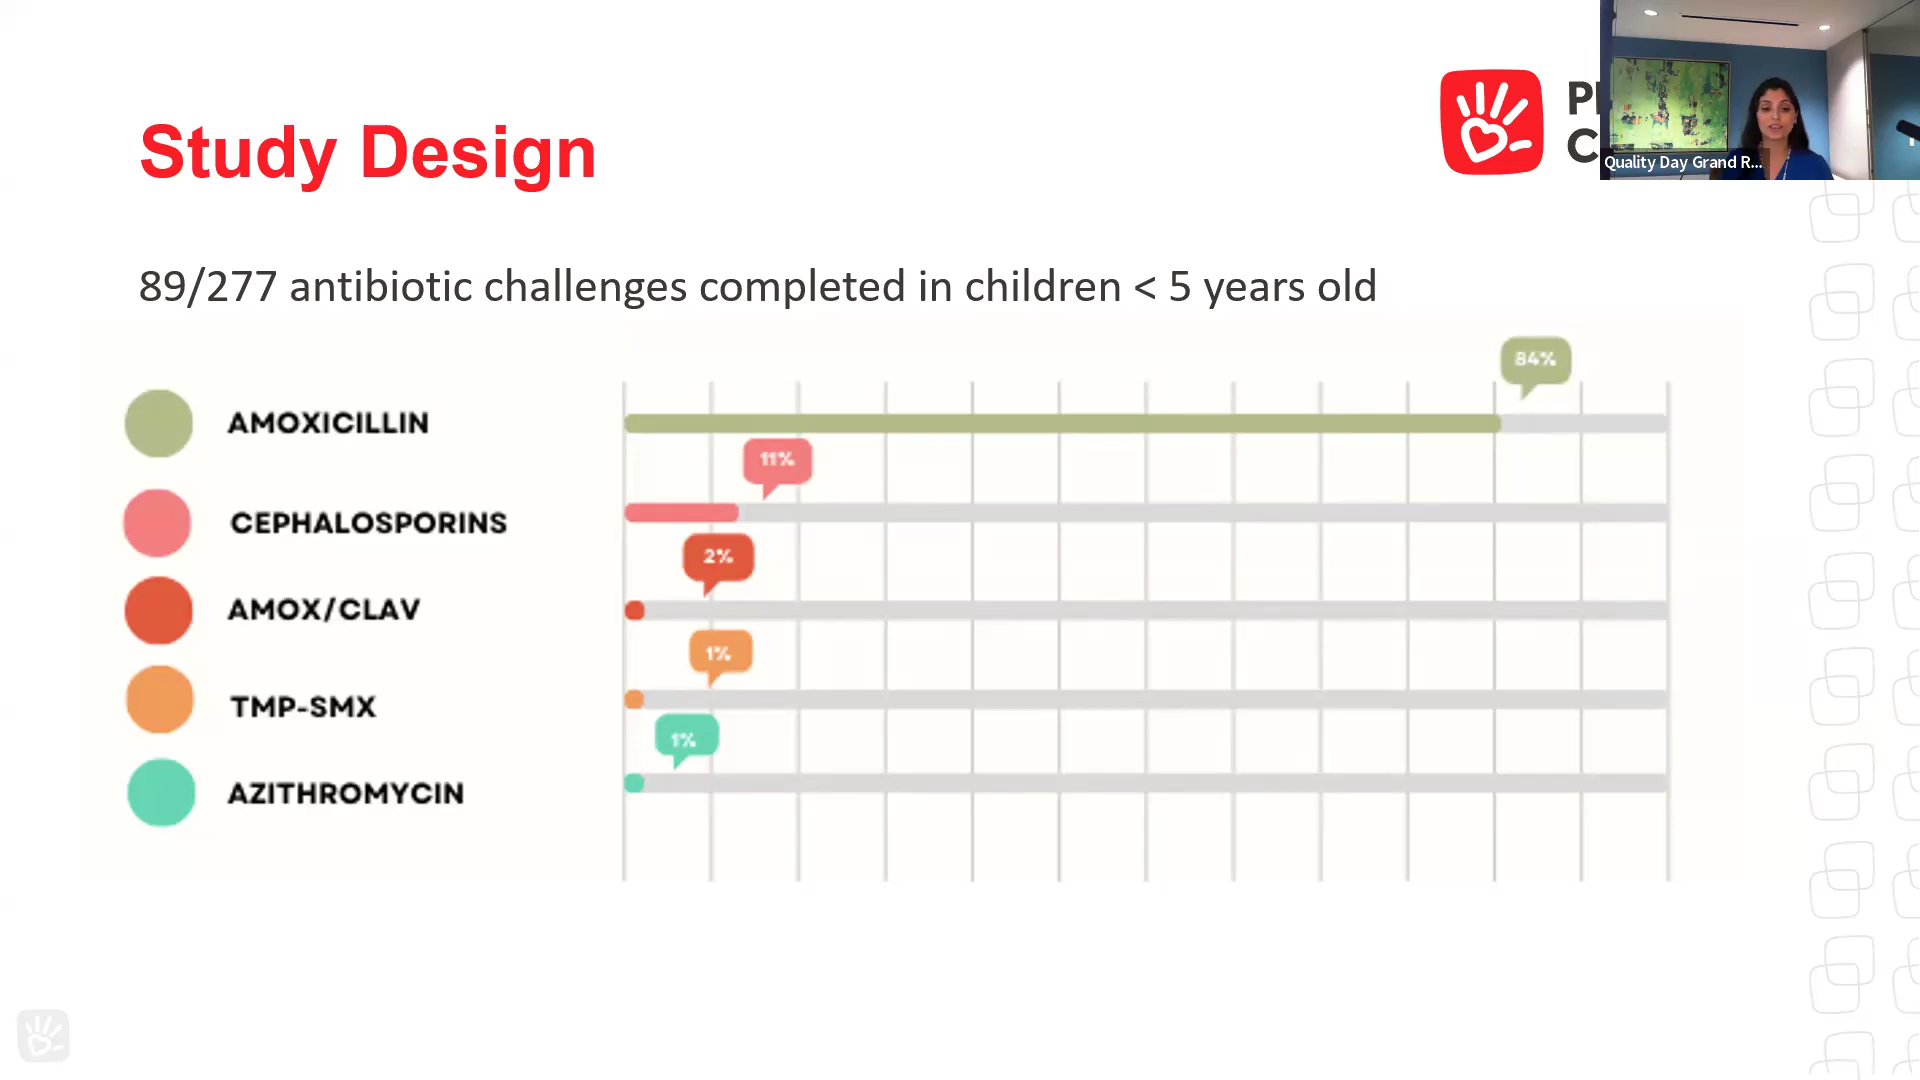 Study Design
Quality Day Grand R...
89/277 antibiotic challenges completed in children < 5 years old
84%
AMOXICILLIN
11%
CEPHALOSPORINS
2%
AMOX/CLAV
1%
TMP-SMX
1%
AZITHROMYCIN